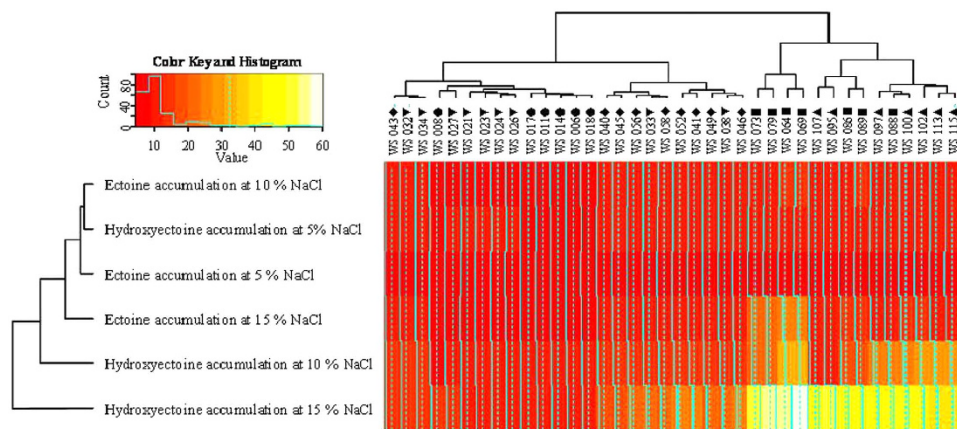 Color Key and Histogram
Count
0 40 80
0 10 20 30 40 50 60
Value
WS 043
WS 032
WS 034
WS 008
WS 027
WS 021
WS 023
WS 024
WS 026
WS 017
WS 011
WS 014
WS 006
WS 018
WS 040
WS 045
WS 056
WS 033
WS 038
WS 052
WS 041
WS 049
WS 038
WS 046
WS 073
WS 079
WS 064
WS 069
WS 107
WS 095
WS 086
WS 089
WS 097
WS 088
WS 100
WS 102
WS 113
WS 115
Ectoine accumulation at 10 % NaCl
Hydroxyectoine accumulation at 5% NaCl
Ectoine accumulation at 5 % NaCl
Ectoine accumulation at 15 % NaCl
Hydroxyectoine accumulation at 10 % NaCl
Hydroxyectoine accumulation at 15 % NaCl